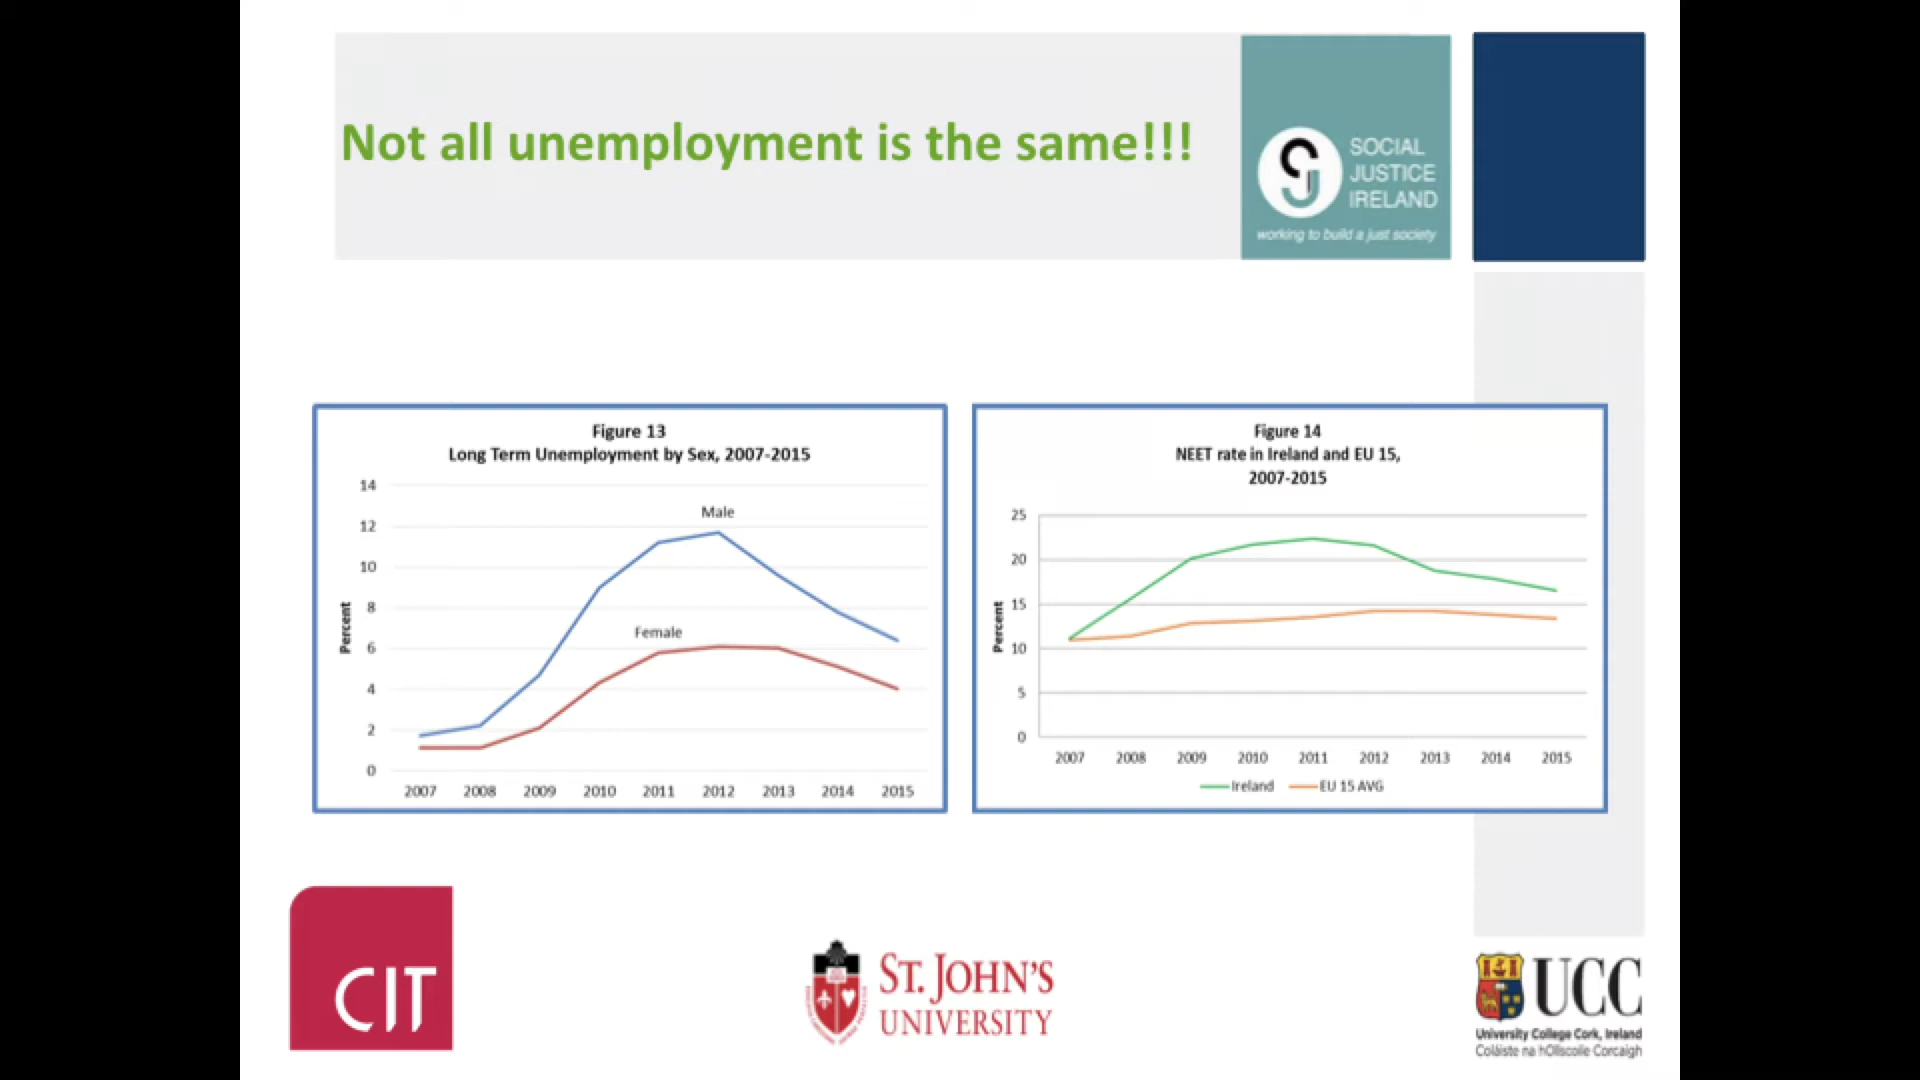 Not all unemployment is the same!!!
SOCIAL
JUSTICE
IRELAND
working to build a just society
Figure 13
Long Term Unemployment by Sex, 2007-2015
14
12
10
8
6
4
2
0
Percent
Male
Female
2007 2008 2009 2010 2011 2012 2013 2014 2015
Figure 14
NEET rate in Ireland and EU 15,
2007-2015
25
20
15
10
5
0
Percent
2007 2008 2009 2010 2011 2012 2013 2014 2015
Ireland EU 15 AVG
CIT
ST. JOHN'S
UNIVERSITY
UCC
University College Cork, Ireland
Coláiste na hOllscoile Corcaigh